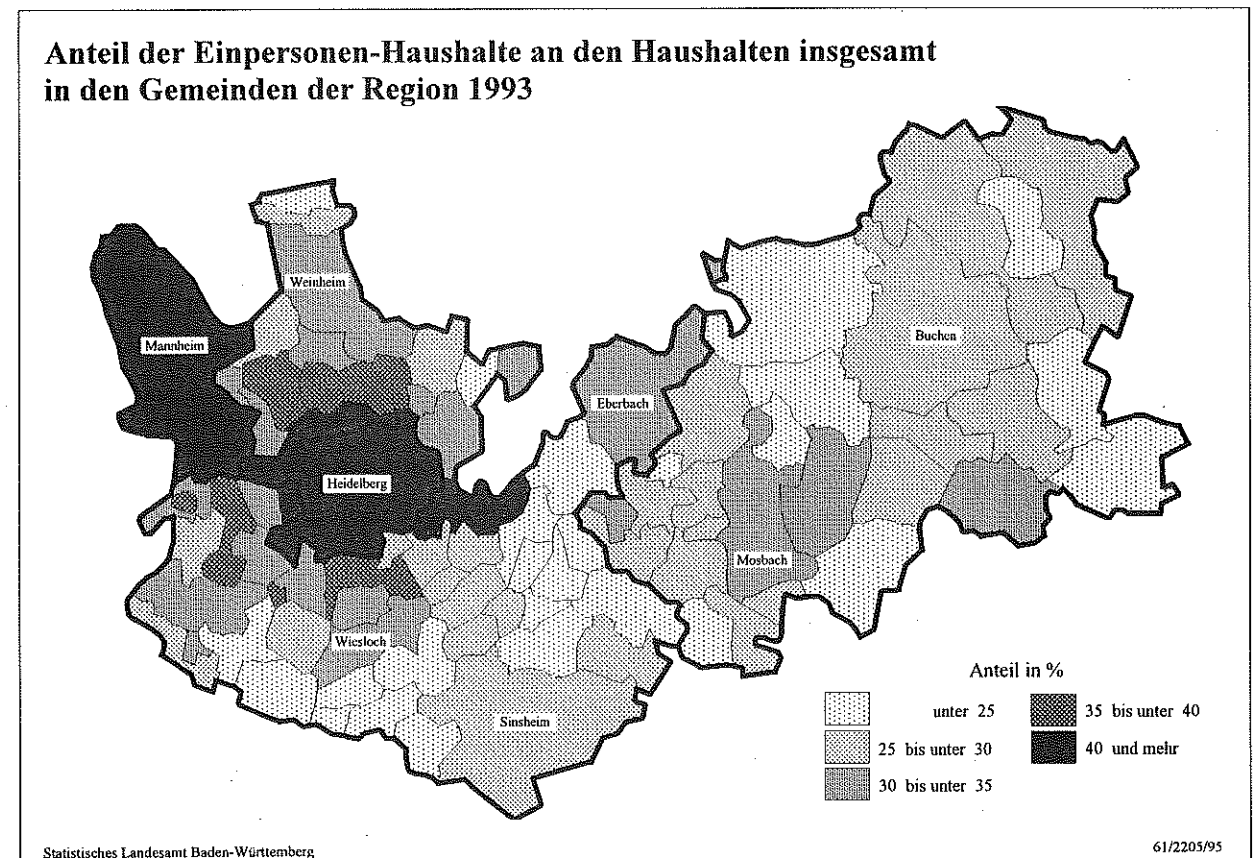 Anteil der Einpersonen-Haushalte an den Haushalten insgesamt
in den Gemeinden der Region 1993
Weinheim
Mannheim
Buchen
Eberbach
Heidelberg
Mosbach
Wiesloch
Sinsheim
Anteil in %
unter 25
25 bis unter 30
30 bis unter 35
35 bis unter 40
40 und mehr
Statistisches Landesamt Baden-Württemberg
61/2205/95